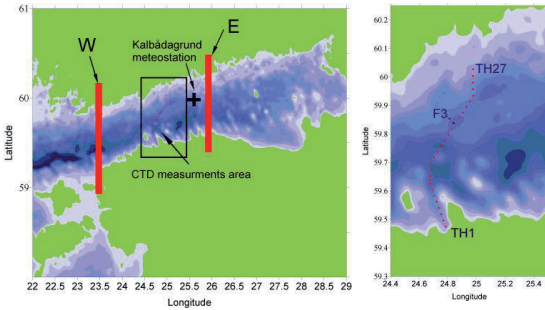 W
E
Kalbådagrund
meteostation
CTD measurments area
Latitude
61
60
59
22 22.5 23 23.5 24 24.5 25 25.5 26 26.5 27 27.5 28 28.5 29
Longitude
TH27
F3
TH1
Latitude
60.2
60.1
60
59.9
59.8
59.7
59.6
59.5
59.4
59.3
24.4 24.6 24.8 25 25.2 25.4
Longitude